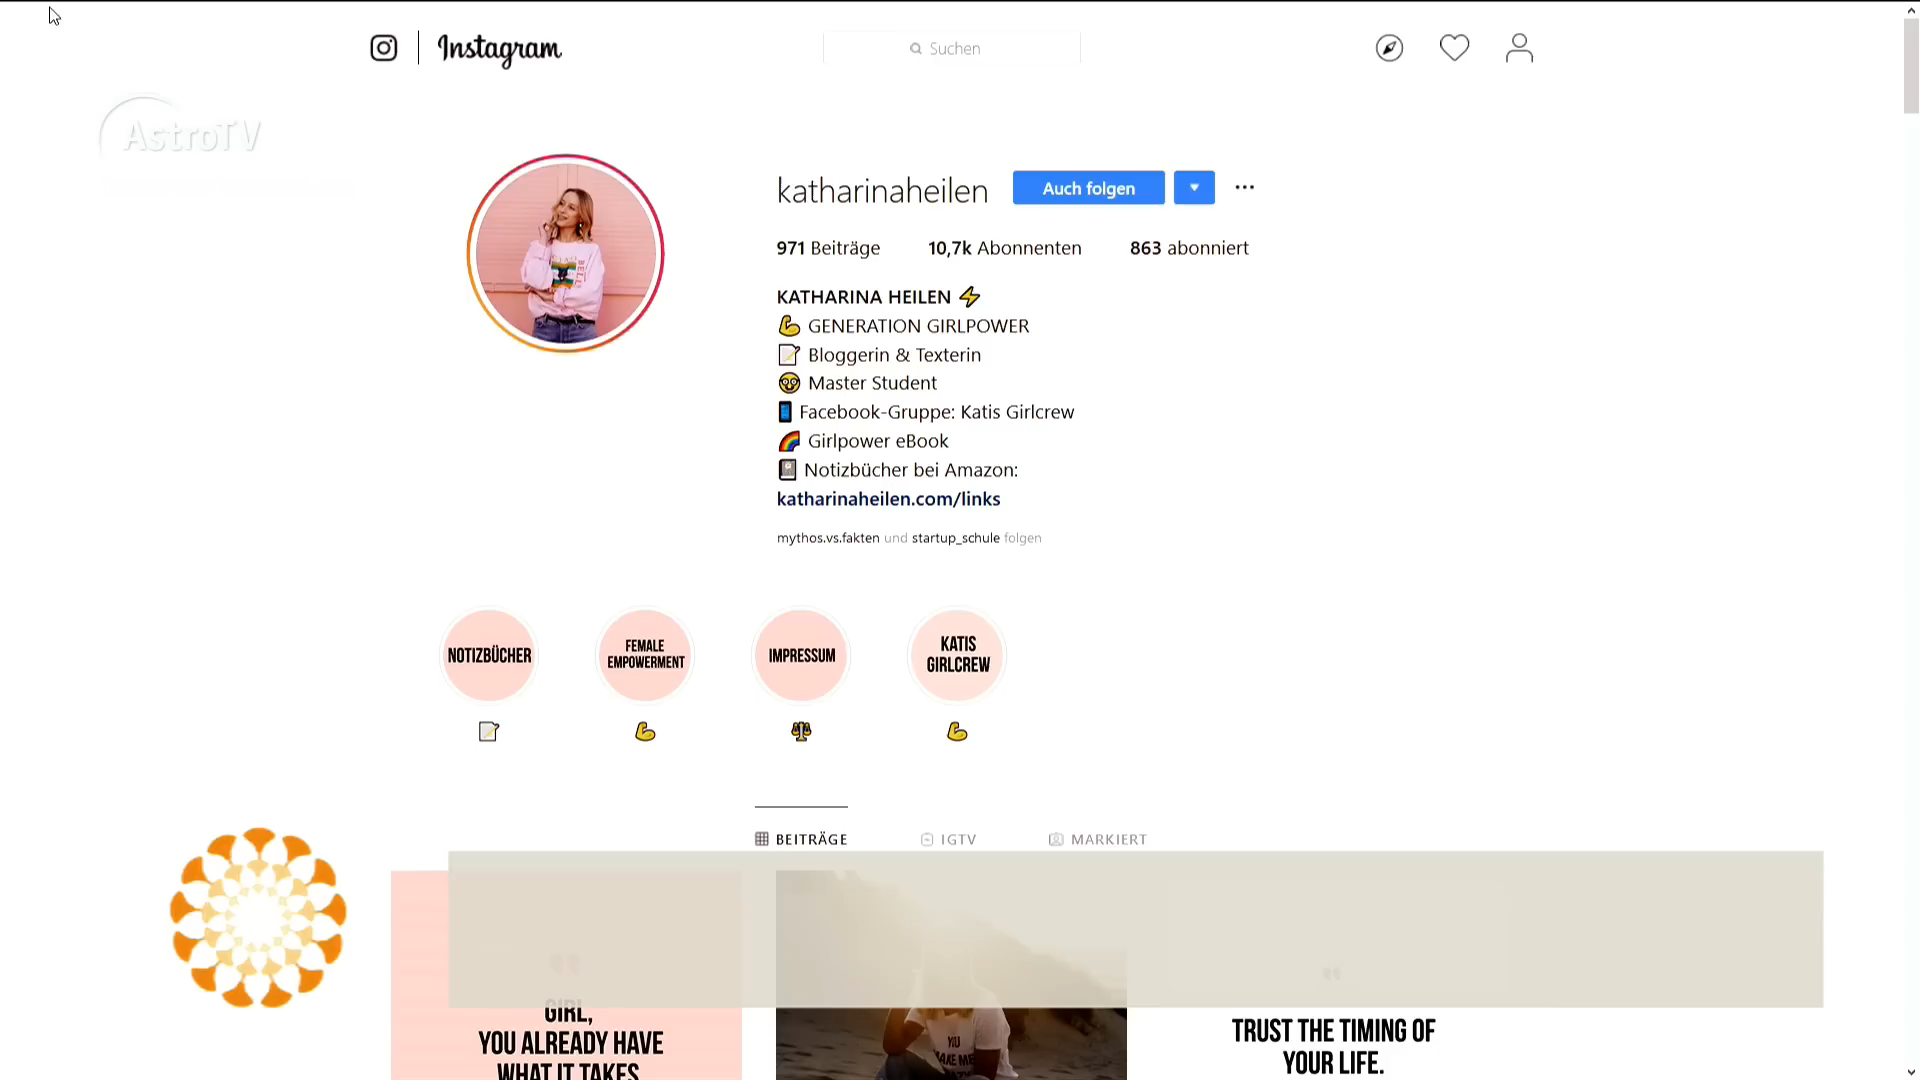 Instagram
Suchen
AstroTV
katharinaheilen
Auch folgen
971 Beiträge
10,7k Abonnenten
863 abonniert
KATHARINA HEILEN ⚡
💪 GENERATION GIRLPOWER
📝 Bloggerin & Texterin
🤓 Master Student
📱 Facebook-Gruppe: Katis Girlcrew
🌈 Girlpower eBook
📓 Notizbücher bei Amazon:
katharinaheilen.com/links
mythos.vs.fakten und startup_schule folgen
NOTIZBÜCHER
FEMALE
EMPOWERMENT
IMPRESSUM
KATIS
GIRLCREW
BEITRÄGE
IGTV
MARKIERT
GIRL,
YOU ALREADY HAVE
WHAT IT TAKES
YOU
MAKE ME
TRUST THE TIMING OF
YOUR LIFE.